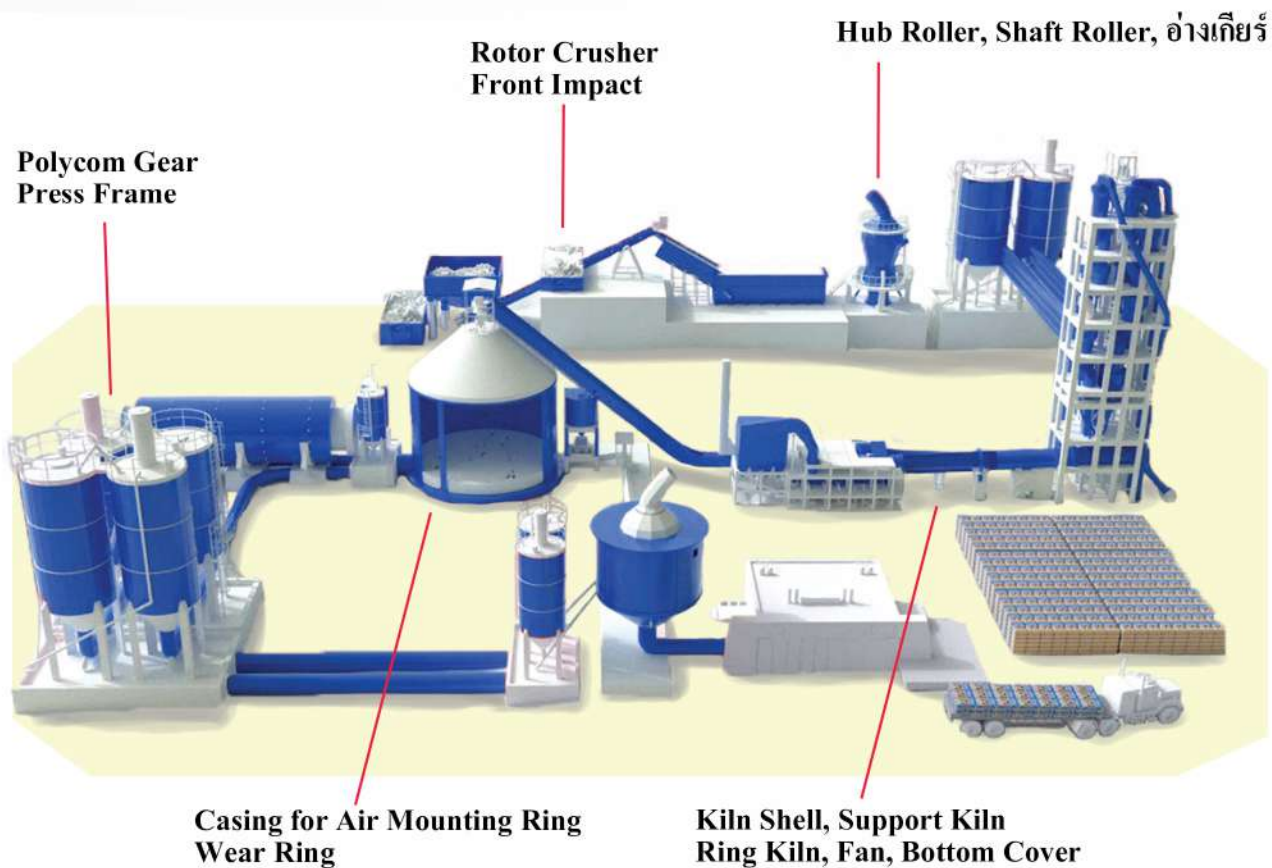 Hub Roller, Shaft Roller, อ่างเกียร์
Rotor Crusher
Front Impact
Polycom Gear
Press Frame
Casing for Air Mounting Ring
Wear Ring
Kiln Shell, Support Kiln
Ring Kiln, Fan, Bottom Cover